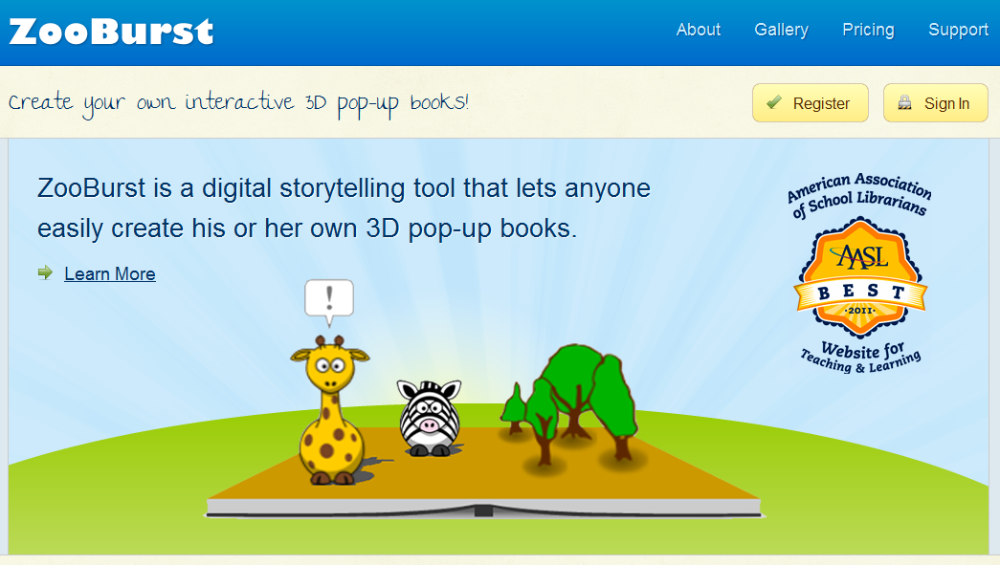 ZooBurst
About Gallery Pricing Support
Create your own interactive 3D pop-up books!
Register Sign In
ZooBurst is a digital storytelling tool that lets anyone
easily create his or her own 3D pop-up books.
Learn More
!
American Association
of School Librarians
AASL
BEST
·2011·
Website for
Teaching & Learning